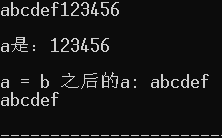 abcdef123456
a是：123456
a = b 之后的a: abcdef
abcdef
--------------------------------